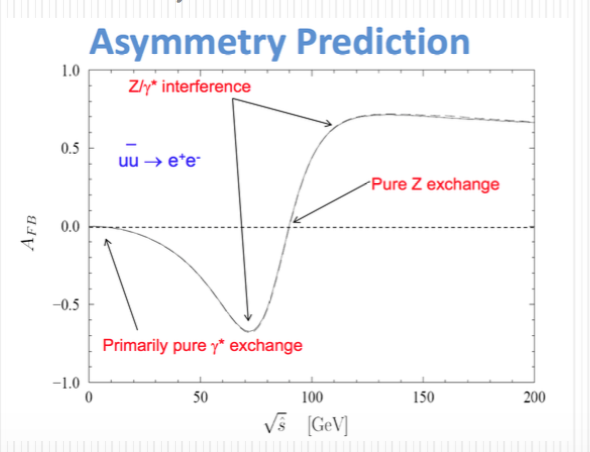 Asymmetry Prediction
1.0
Z/γ* interference
0.5
uū → e⁺e⁻
Pure Z exchange
A_FB
0.0
−0.5
Primarily pure γ* exchange
−1.0
0 50 100 150 200
√ŝ [GeV]